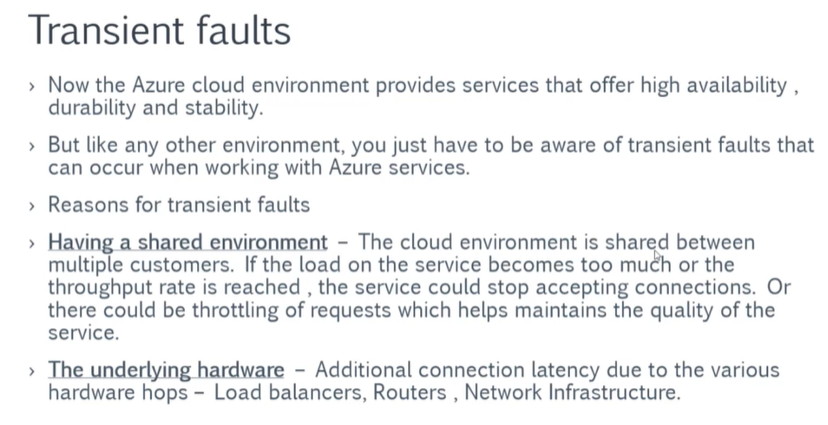 Transient faults
› Now the Azure cloud environment provides services that offer high availability ,
durability and stability.
› But like any other environment, you just have to be aware of transient faults that
can occur when working with Azure services.
› Reasons for transient faults
› Having a shared environment – The cloud environment is shared between
multiple customers. If the load on the service becomes too much or the
throughput rate is reached , the service could stop accepting connections. Or
there could be throttling of requests which helps maintains the quality of the
service.
› The underlying hardware – Additional connection latency due to the various
hardware hops – Load balancers, Routers , Network Infrastructure.